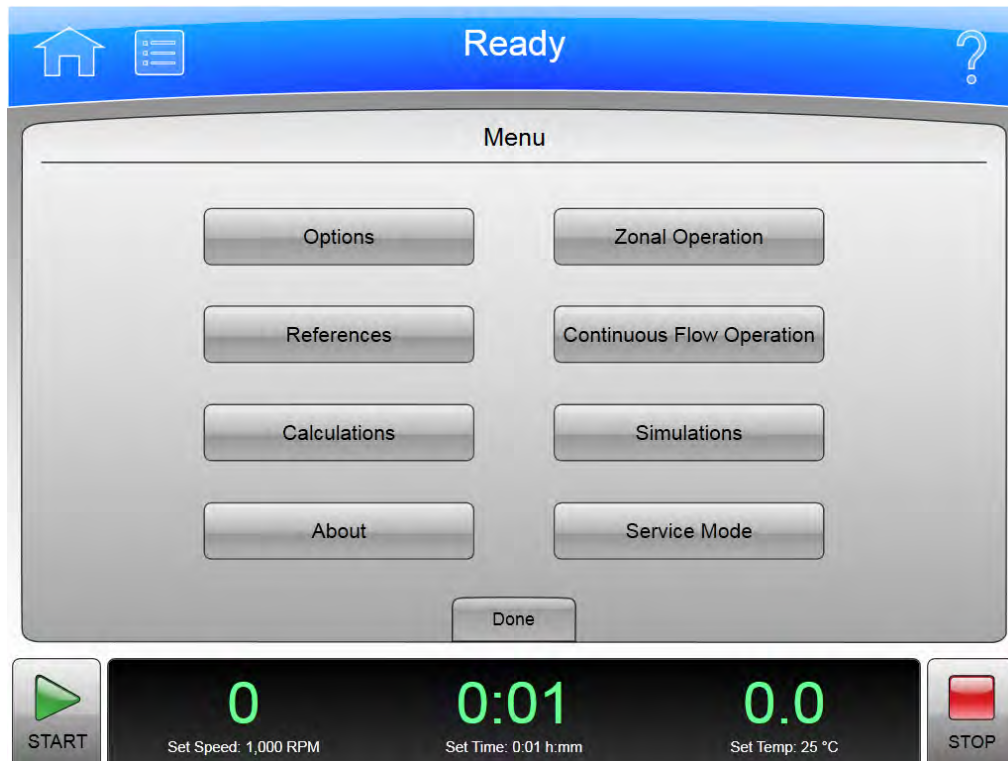 Ready
Menu
Options
Zonal Operation
References
Continuous Flow Operation
Calculations
Simulations
About
Service Mode
Done
START
0
0:01
0.0
Set Speed: 1,000 RPM
Set Time: 0:01 h:mm
Set Temp: 25 °C
STOP